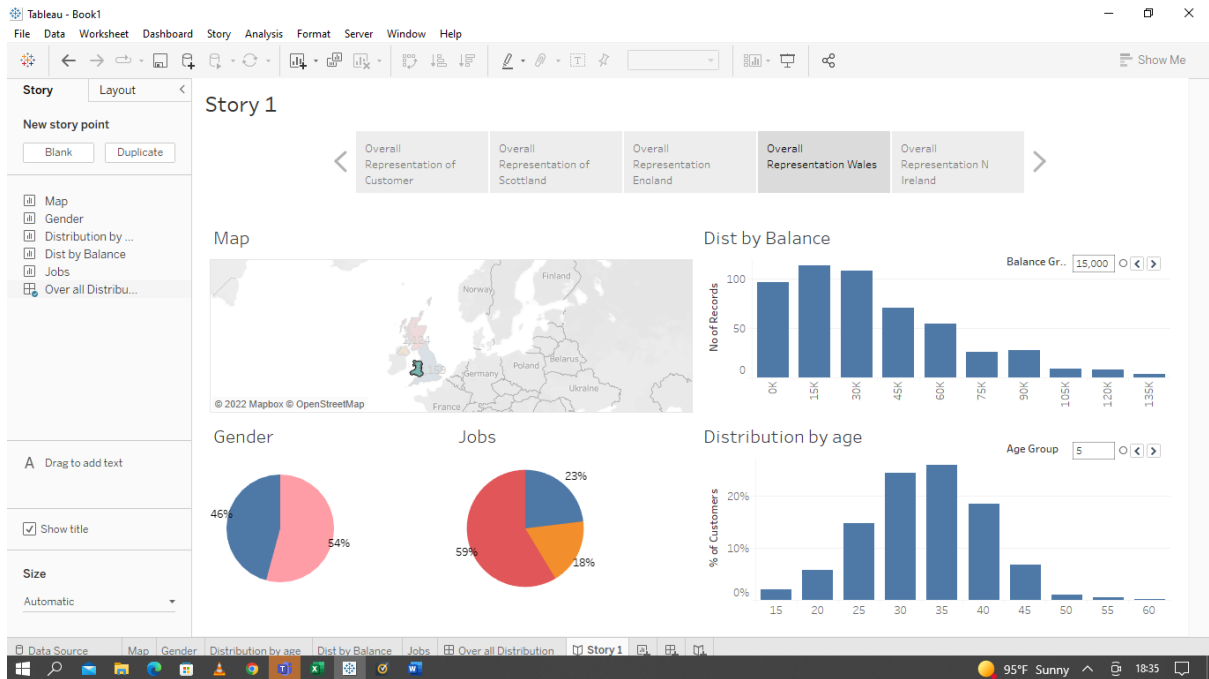 Tableau - Book1
File Data Worksheet Dashboard Story Analysis Format Server Window Help
Show Me
Story Layout
New story point
Blank Duplicate
Map
Gender
Distribution by ...
Dist by Balance
Jobs
Over all Distribu...
A Drag to add text
Show title
Size
Automatic
Story 1
Overall
Representation of
Customer
Overall
Representation of
Scottland
Overall
Representation
England
Overall
Representation Wales
Overall
Representation N
Ireland
Map
Finland
Norway
Poland
Belarus
Germany
Ukraine
France
© 2022 Mapbox © OpenStreetMap
Dist by Balance
Balance Gr.. 15,000
No of Records
100
50
0
0K 15K 30K 45K 60K 75K 90K 105K 120K 135K
Gender
46%
54%
Jobs
23%
59%
18%
Distribution by age
Age Group 5
% of Customers
20%
10%
0%
15 20 25 30 35 40 45 50 55 60
Data Source Map Gender Distribution by age Dist by Balance Jobs Over all Distribution Story 1
95°F Sunny 18:35